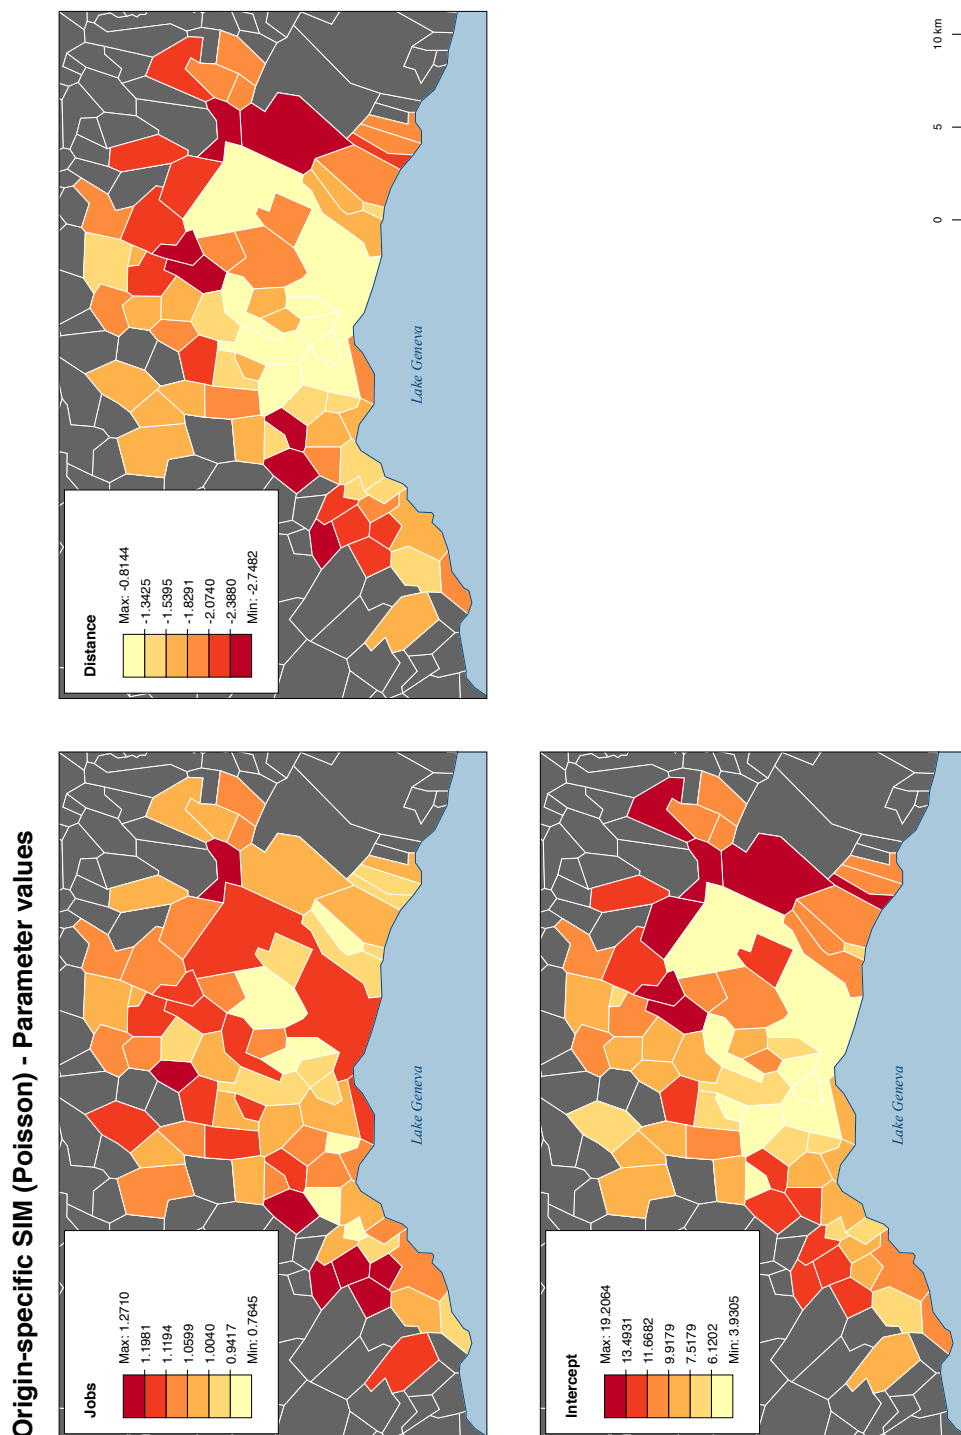 Origin-specific SIM (Poisson) - Parameter values
Jobs
Max: 1.2710
1.1981
1.1194
1.0599
1.0040
0.9417
Min: 0.7645
Lake Geneva
Distance
Max: -0.8144
-1.3425
-1.5395
-1.8291
-2.0740
-2.3880
Min: -2.7482
Lake Geneva
Intercept
Max: 19.2064
13.4931
11.6682
9.9179
7.5179
6.1202
Min: 3.9305
Lake Geneva
0 5 10 km